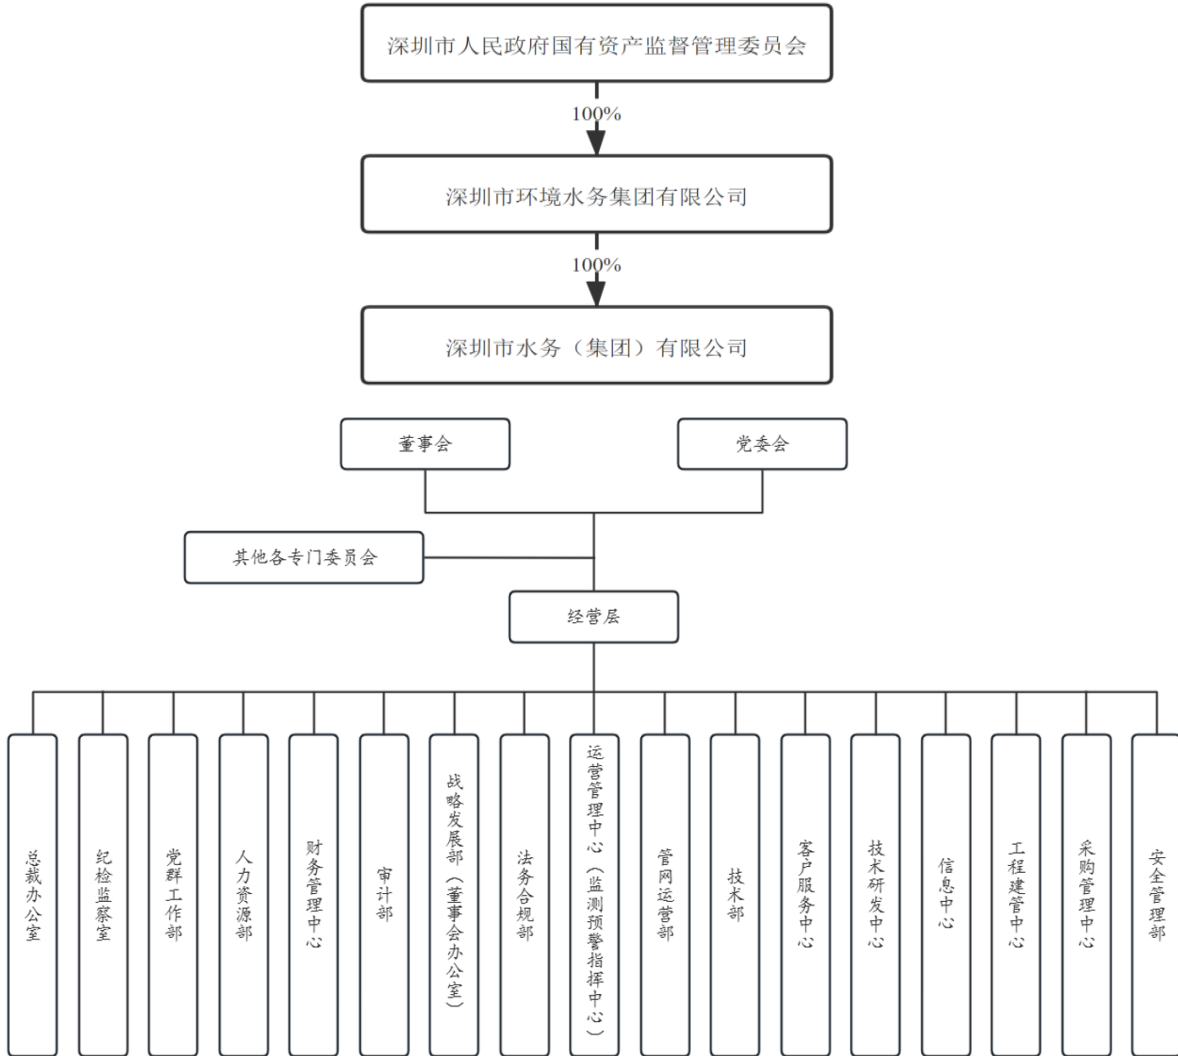 深圳市人民政府国有资产监督管理委员会
100%
深圳市环境水务集团有限公司
100%
深圳市水务（集团）有限公司
董事会
党委会
其他各专门委员会
经营层
总裁办公室
纪检监察室
党群工作部
人力资源部
财务管理中心
审计部
战略发展部（董事会办公室）
法务合规部
运营管理中心（监测预警指挥中心）
管网运营部
技术部
客户服务中心
技术研发中心
信息中心
工程建管中心
采购管理中心
安全管理部